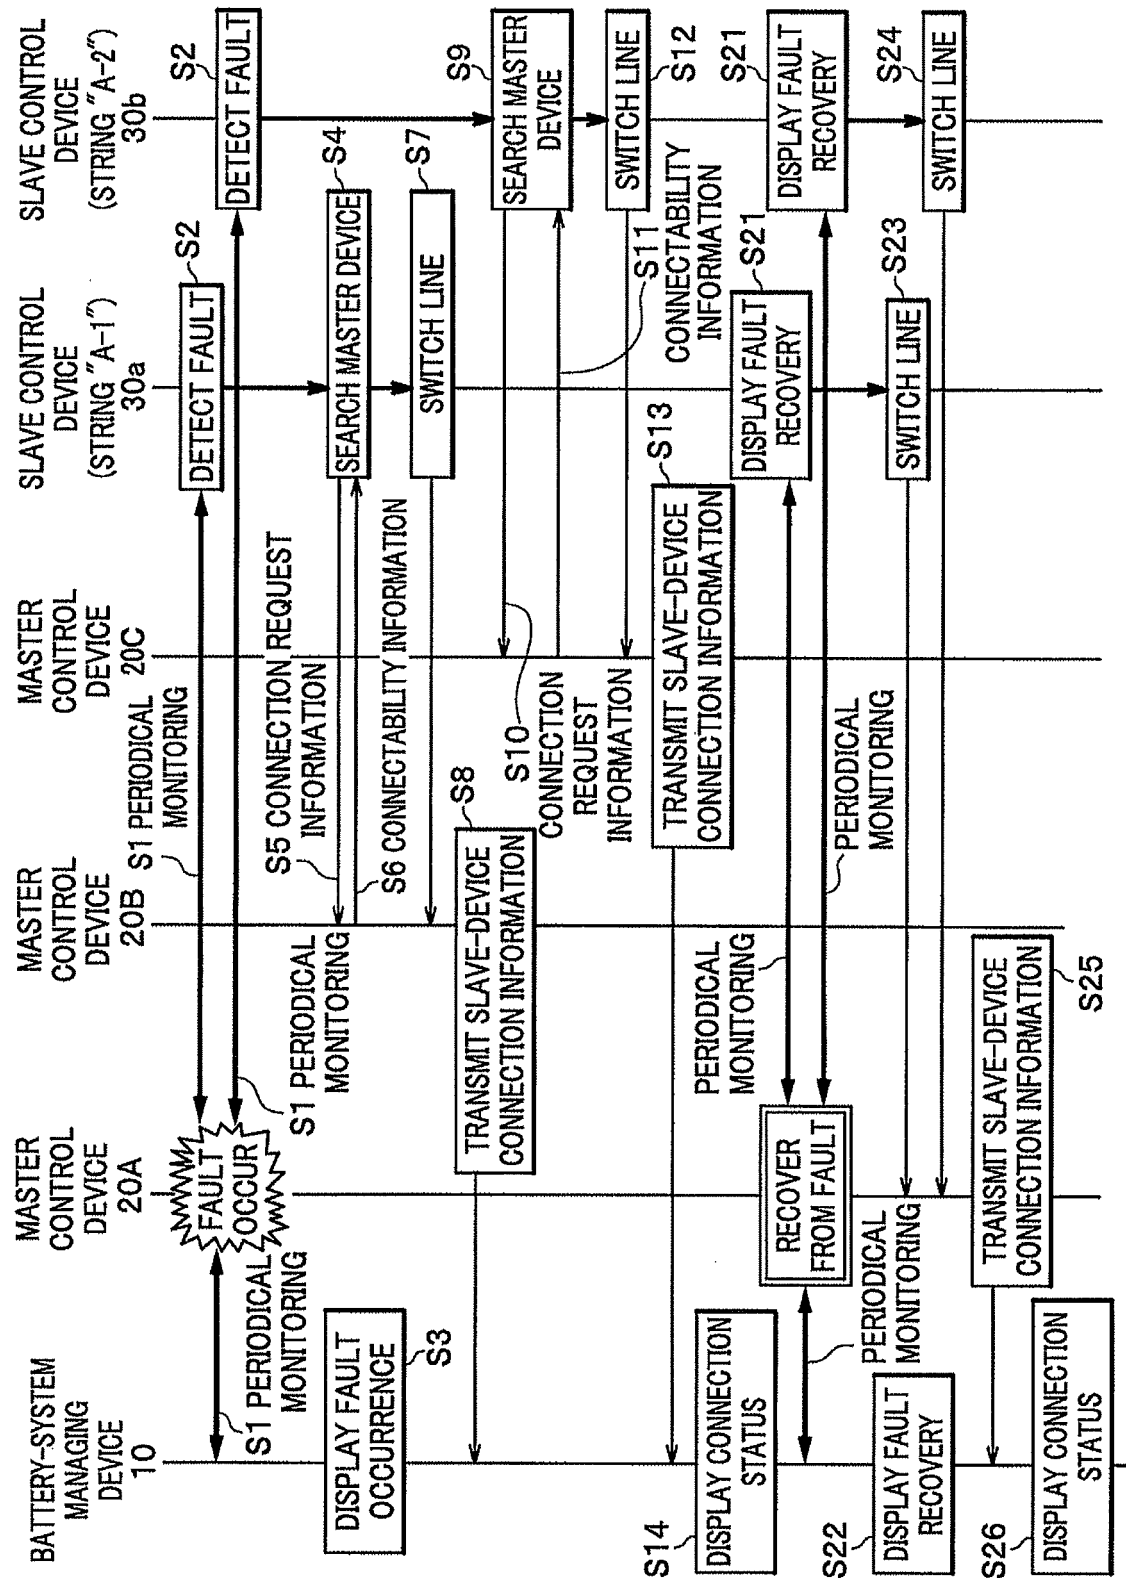 BATTERY-SYSTEM
MANAGING
DEVICE
10
MASTER
CONTROL
DEVICE
20A
MASTER
CONTROL
DEVICE
20B
MASTER
CONTROL
DEVICE
20C
SLAVE CONTROL
DEVICE
(STRING "A-1")
30a
SLAVE CONTROL
DEVICE
(STRING "A-2")
30b
S1 PERIODICAL
MONITORING
FAULT
OCCUR
S1 PERIODICAL
MONITORING
S1 PERIODICAL
MONITORING
DETECT FAULT
S2
DETECT FAULT
S2
DISPLAY FAULT
OCCURRENCE
S3
SEARCH MASTER DEVICE
S4
S5 CONNECTION REQUEST
INFORMATION
S6 CONNECTABILITY INFORMATION
SWITCH LINE
S7
TRANSMIT SLAVE-DEVICE
CONNECTION INFORMATION
S8
SEARCH MASTER
DEVICE
S9
S10
CONNECTION
REQUEST
INFORMATION
S11
CONNECTABILITY
INFORMATION
SWITCH LINE
S12
TRANSMIT SLAVE-DEVICE
CONNECTION INFORMATION
S13
S14
DISPLAY CONNECTION
STATUS
RECOVER
FROM FAULT
PERIODICAL
MONITORING
PERIODICAL
MONITORING
PERIODICAL
MONITORING
DISPLAY FAULT
RECOVERY
S21
DISPLAY FAULT
RECOVERY
S21
S22
DISPLAY FAULT
RECOVERY
SWITCH LINE
S23
SWITCH LINE
S24
TRANSMIT SLAVE-DEVICE
CONNECTION INFORMATION
S25
S26
DISPLAY CONNECTION
STATUS